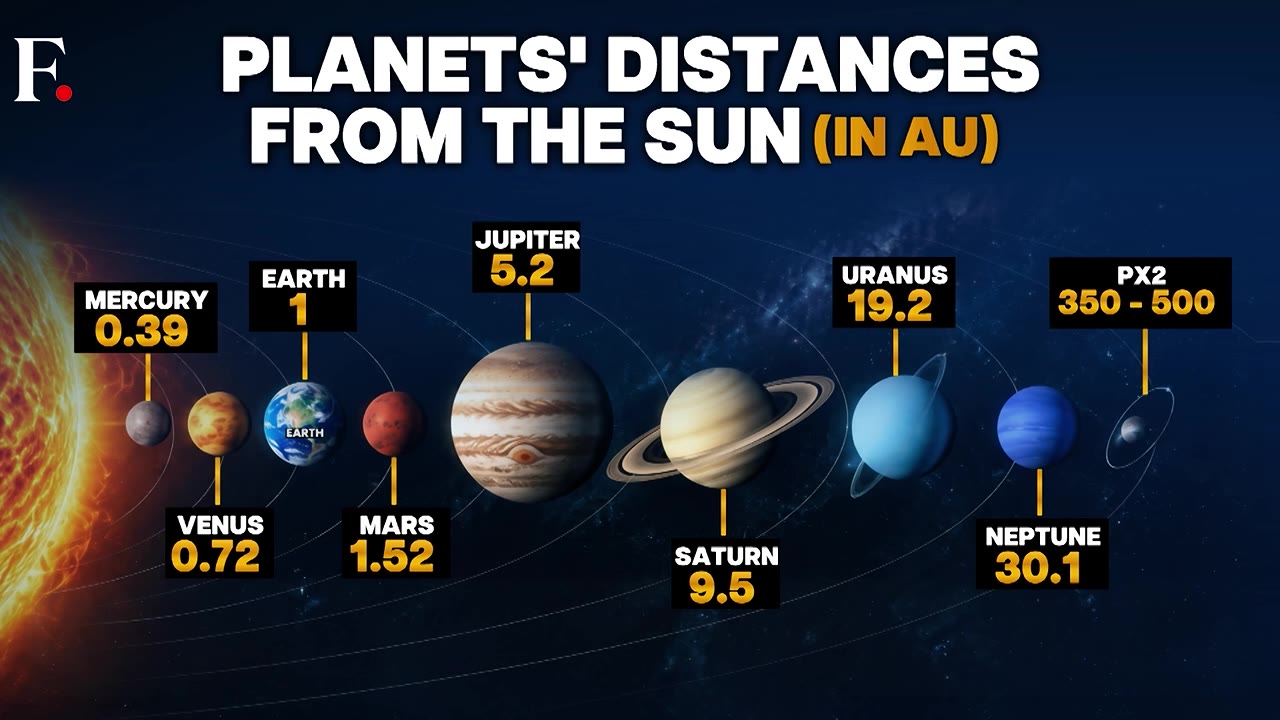 F.
PLANETS' DISTANCES
FROM THE SUN (IN AU)
MERCURY
0.39
VENUS
0.72
EARTH
1
EARTH
MARS
1.52
JUPITER
5.2
SATURN
9.5
URANUS
19.2
NEPTUNE
30.1
PX2
350 - 500